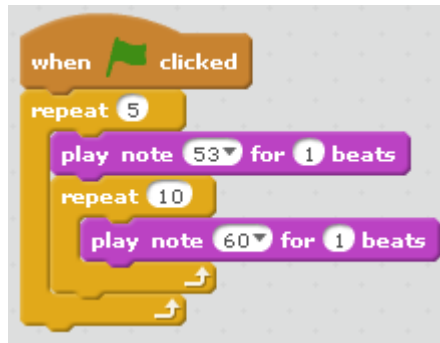 when clicked
repeat 5
play note 53 for 1 beats
repeat 10
play note 60 for 1 beats